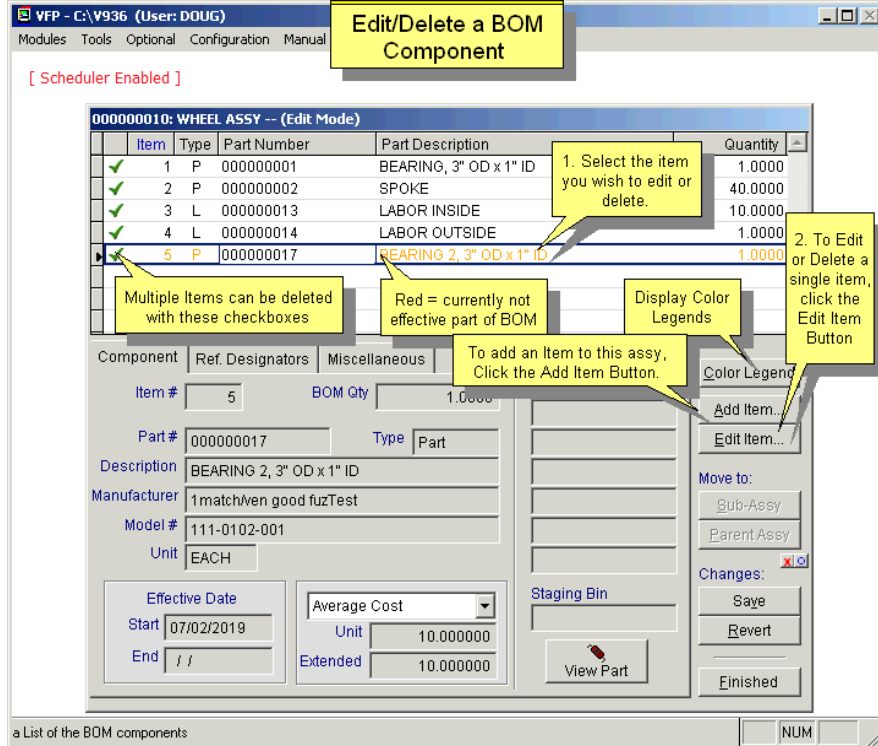 VFP - C:\V936 (User: DOUG)
Edit/Delete a BOM
Component
Modules Tools Optional Configuration Manual
[ Scheduler Enabled ]
000000010: WHEEL ASSY -- (Edit Mode)
Item Type Part Number Part Description Quantity
1 P 000000001 BEARING, 3" OD x 1" ID 1.0000
2 P 000000002 SPOKE 40.0000
3 L 000000013 LABOR INSIDE 10.0000
4 L 000000014 LABOR OUTSIDE 1.0000
5 P 000000017 BEARING 2, 3" OD x 1" ID 1.0000
1. Select the item
you wish to edit or
delete.
2. To Edit
or Delete a
single item,
click the
Edit Item
Button
Multiple Items can be deleted
with these checkboxes
Red = currently not
effective part of BOM
Display Color
Legends
To add an Item to this assy,
Click the Add Item Button.
Component Ref. Designators Miscellaneous
Color Legend
Item # 5 BOM Qty 1.0000
Add Item...
Part # 000000017 Type Part
Edit Item...
Description BEARING 2, 3" OD x 1" ID
Move to:
Manufacturer 1match/ven good fuzTest
Sub-Assy
Model # 111-0102-001
Parent Assy
Unit EACH
Changes:
Effective Date
Start 07/02/2019
End / /
Average Cost
Unit 10.000000
Extended 10.000000
Staging Bin
View Part
Save
Revert
Finished
a List of the BOM components
NUM